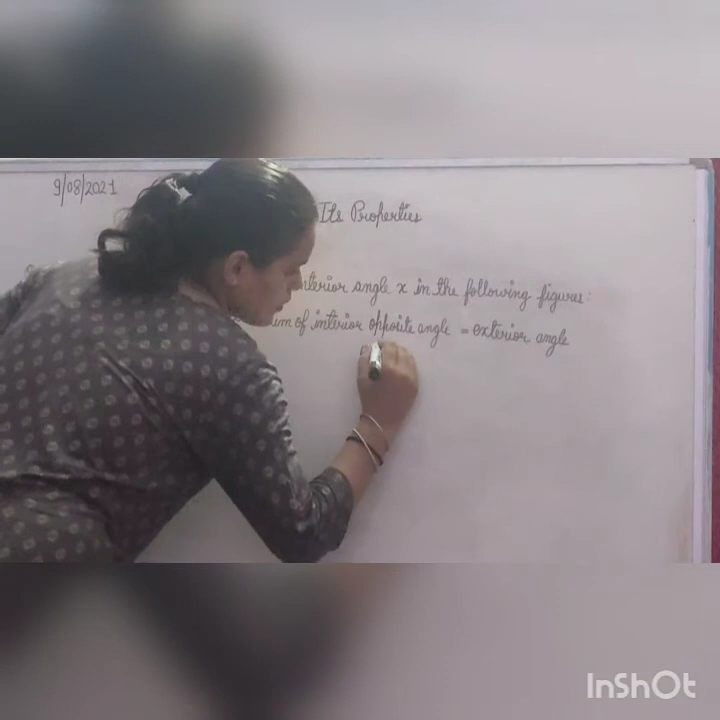 9/08/2021
Its Properties
interior angle x in the following figures:
of interior opposite angle = exterior angle
InShOt